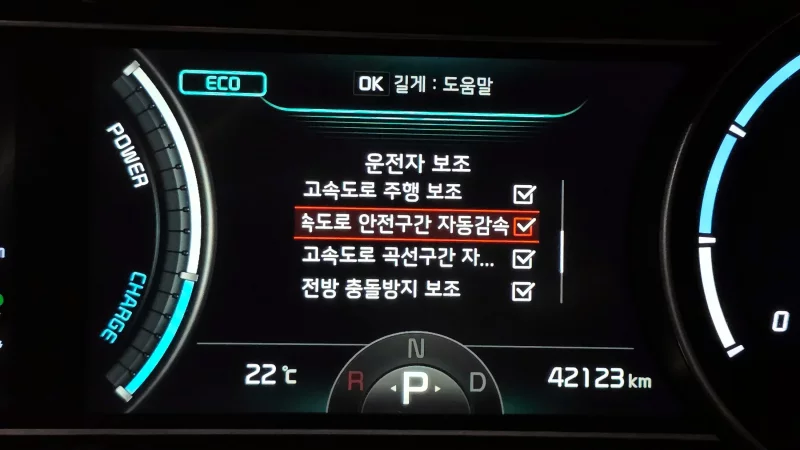 ECO
OK 길게 : 도움말
POWER
운전자 보조
고속도로 주행 보조
속도로 안전구간 자동감속
고속도로 곡선구간 자...
전방 충돌방지 보조
CHARGE
N
22℃
R
P
D
42123 km
0